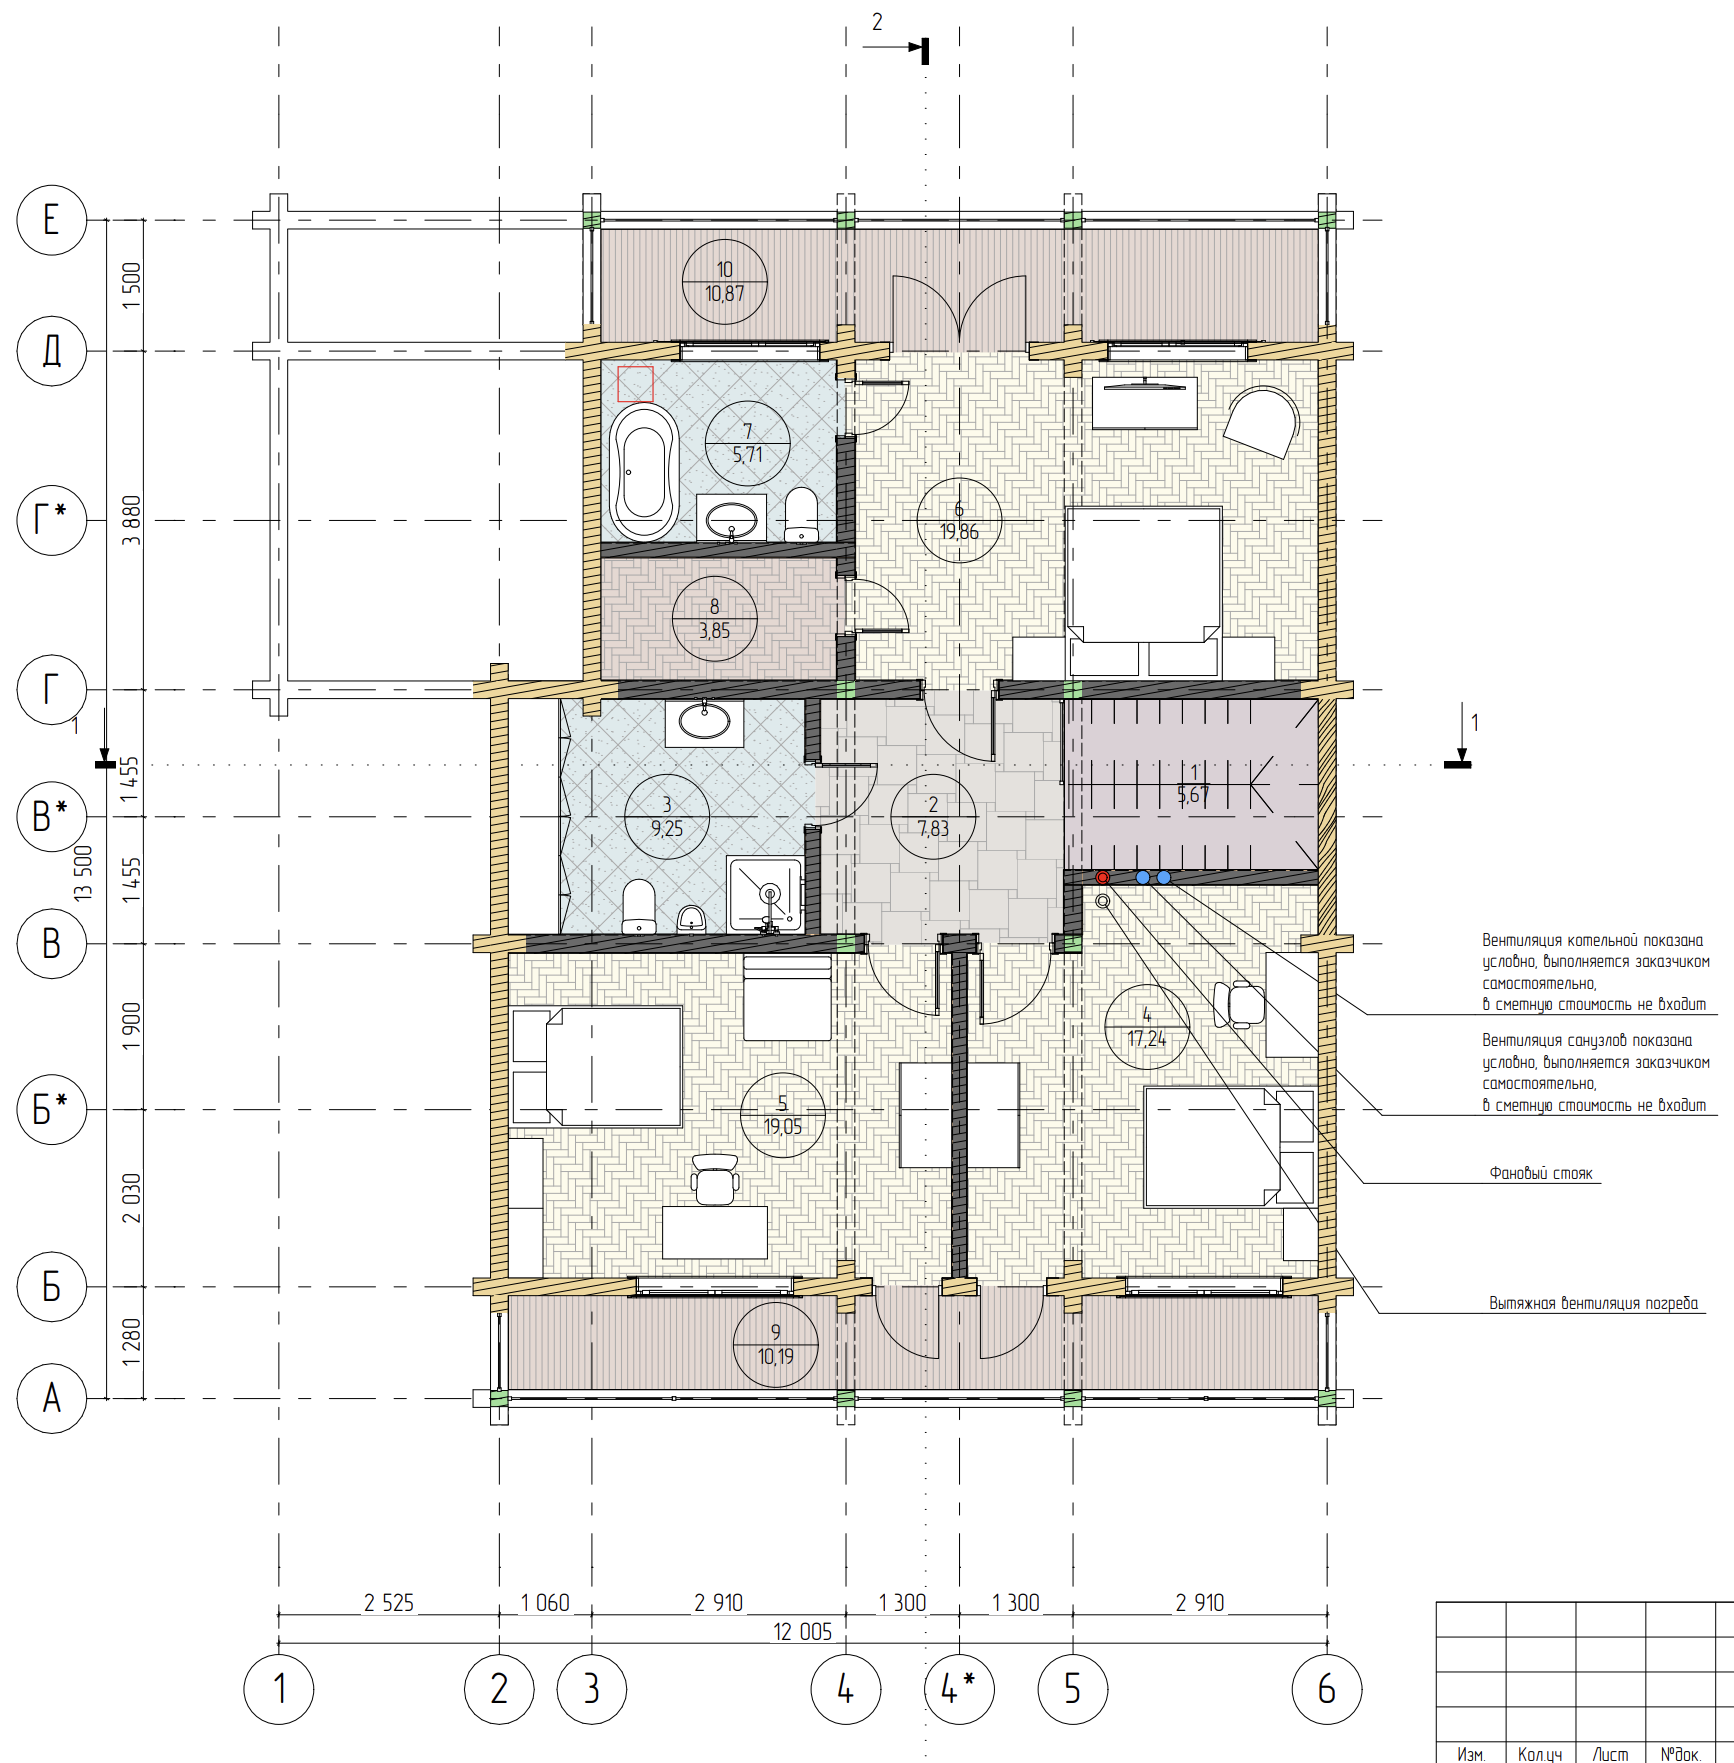 2
Е
10
10,87
1 500
Д
7
5,71
Г*
3 880
6
19,86
8
3,85
Г
1
1
1 455
3
9,25
2
7,83
1
5,67
В*
13 500
1 455
В
Вентиляция котельной показана
условно, выполняется заказчиком
самостоятельно,
в сметную стоимость не входит
1 900
4
17,24
Вентиляция санузлов показана
условно, выполняется заказчиком
самостоятельно,
в сметную стоимость не входит
Б*
5
19,05
Фановый стояк
2 030
Б
Вытяжная вентиляция погреба
9
10,19
1 280
А
2 525
1 060
2 910
1 300
1 300
2 910
12 005
1
2
3
4
4*
5
6
Изм.
Кол.уч
Лист
№док.